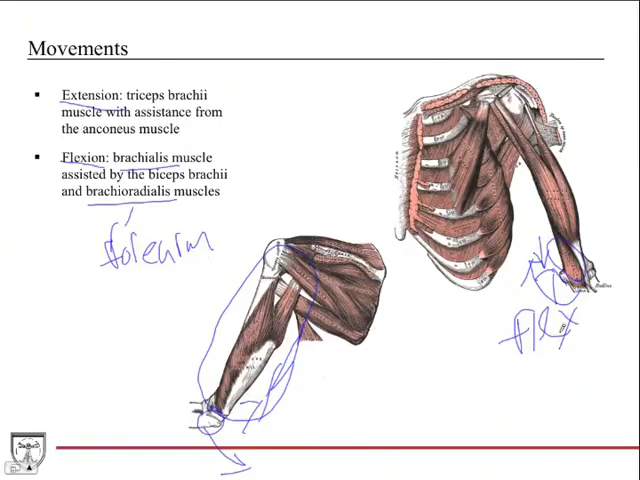 Movements
▪ Extension: triceps brachii
muscle with assistance from
the anconeus muscle
▪ Flexion: brachialis muscle
assisted by the biceps brachii
and brachioradialis muscles
forearm
flex